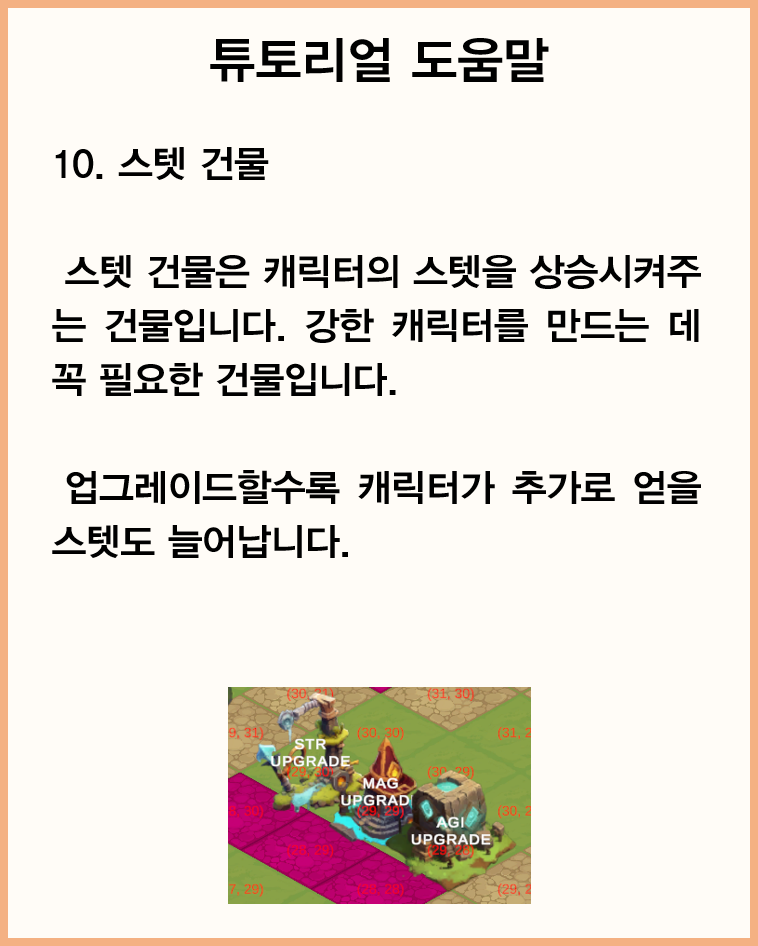 튜토리얼 도움말
10. 스텟 건물
스텟 건물은 캐릭터의 스텟을 상승시켜주
는 건물입니다. 강한 캐릭터를 만드는 데
꼭 필요한 건물입니다.
업그레이드할수록 캐릭터가 추가로 얻을
스텟도 늘어납니다.
(30, 31) (31, 30)
9, 31) (30, 30) (31, 2
STR
UPGRADE
(29, 30) (30, 29)
MAG
UPGRAD
8, 30) (29, 29) (30, 2
AGI
UPGRADE
(28, 29) (29, 28)
7, 29) (28, 28) (29, 2